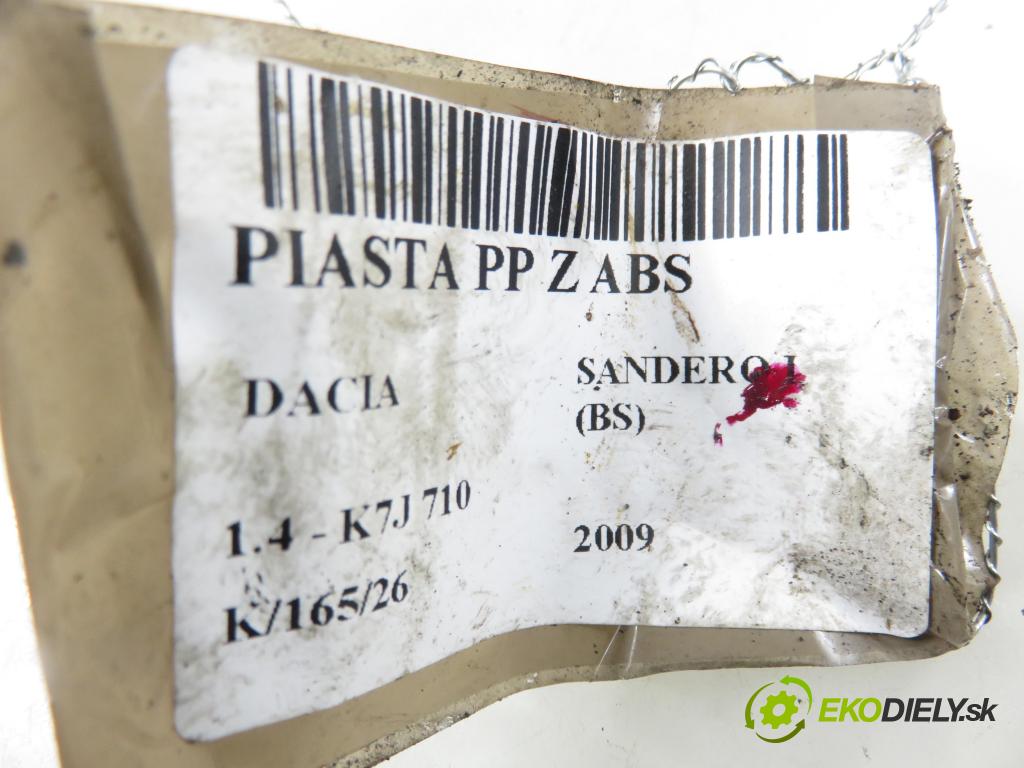 PIASTA PP Z ABS
DACIA
SANDERO I
(BS)
1.4 - K7J 710
2009
K/165/26
EKODIELY.sk